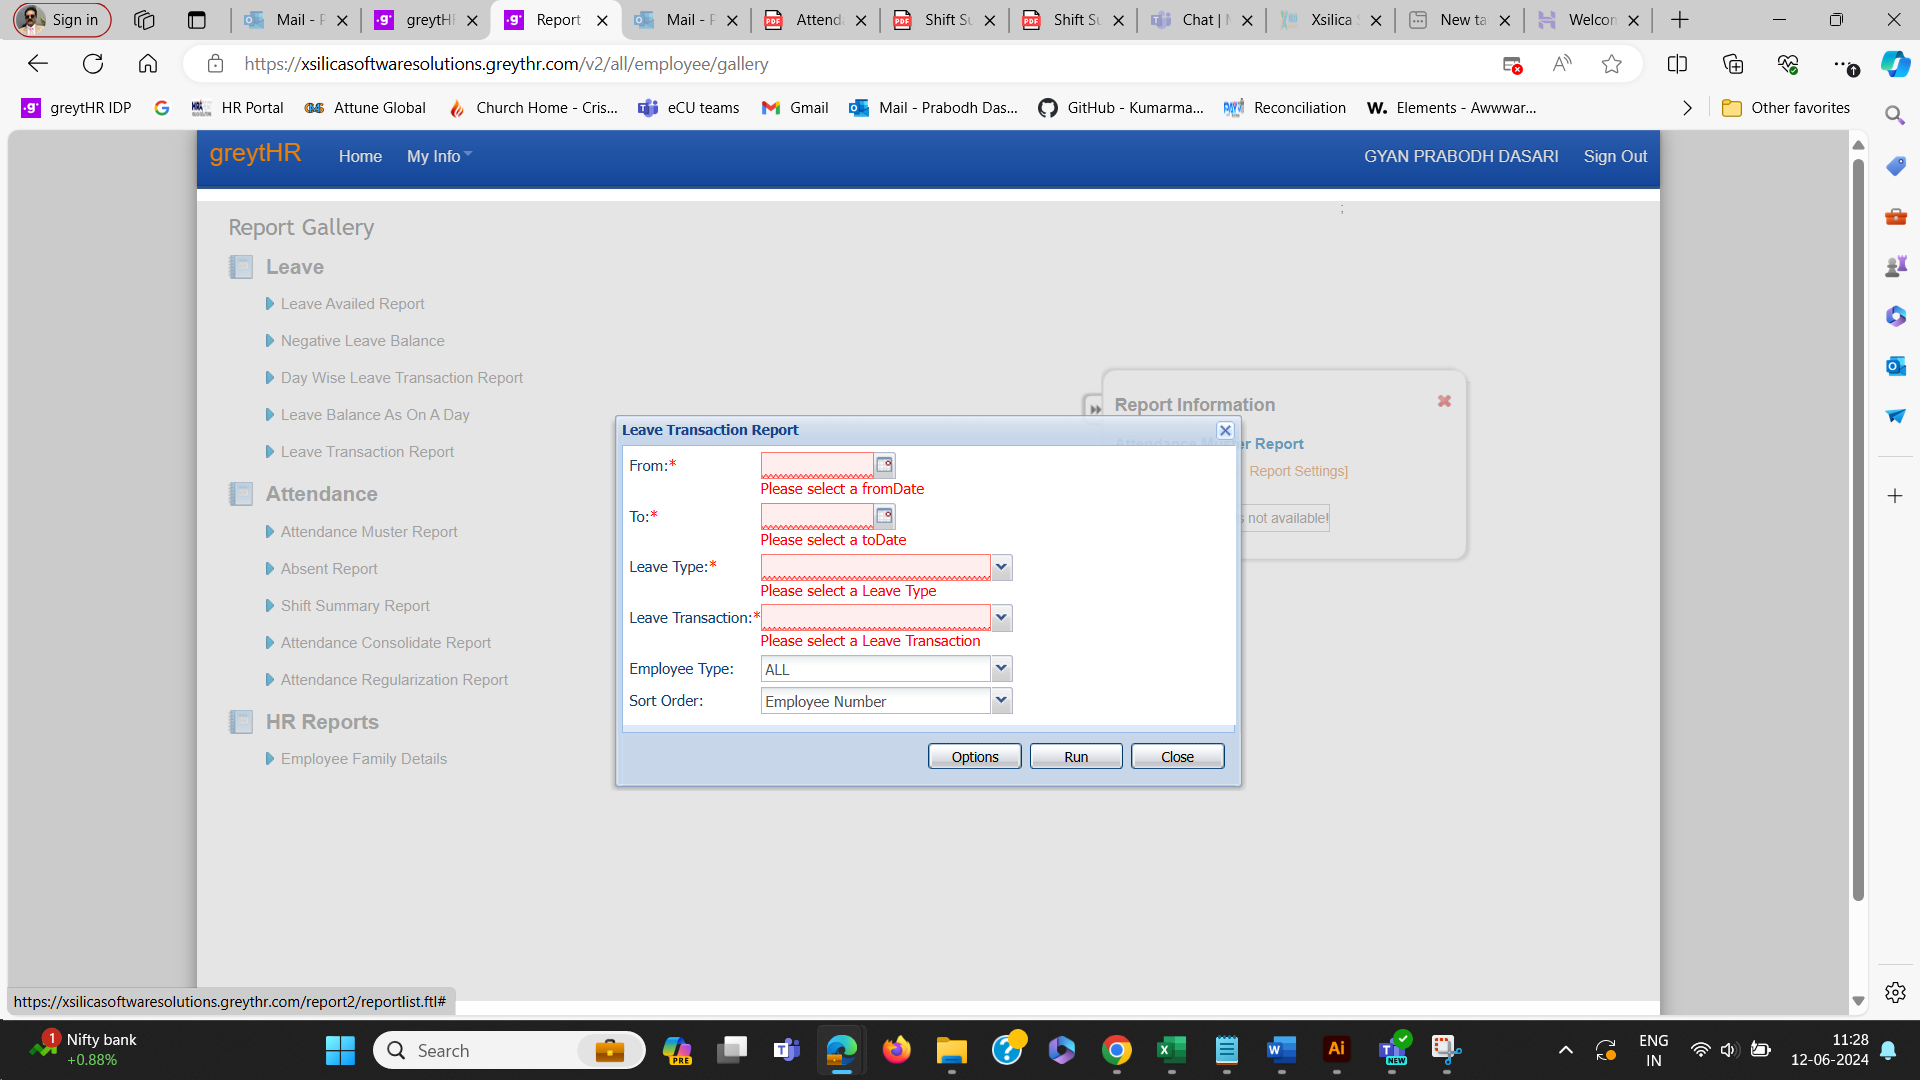 Sign in
Mail - P
greytHR
Report
Mail - P
Attend
Shift Su
Shift Su
Chat | M
Xsilica
New ta
Welcon
https://xsilicasoftwaresolutions.greythr.com/v2/all/employee/gallery
greytHR IDP
HR Portal
Attune Global
Church Home - Cris...
eCU teams
Gmail
Mail - Prabodh Das...
GitHub - Kumarma...
Reconciliation
W. Elements - Awwwar...
Other favorites
greytHR
Home
My Info
GYAN PRABODH DASARI
Sign Out
;
Report Gallery
Leave
Leave Availed Report
Negative Leave Balance
Day Wise Leave Transaction Report
Leave Balance As On A Day
Leave Transaction Report
Attendance
Attendance Muster Report
Absent Report
Shift Summary Report
Attendance Consolidate Report
Attendance Regularization Report
HR Reports
Employee Family Details
Report Information
Attendance Muster Report
Report Settings]
s not available!
Leave Transaction Report
From:*
Please select a fromDate
To:*
Please select a toDate
Leave Type:*
Please select a Leave Type
Leave Transaction:*
Please select a Leave Transaction
Employee Type: ALL
Sort Order: Employee Number
Options
Run
Close
https://xsilicasoftwaresolutions.greythr.com/report2/reportlist.ftl#
1
Nifty bank
+0.88%
Search
PRE
Ai
NEW
ENG
IN
11:28
12-06-2024